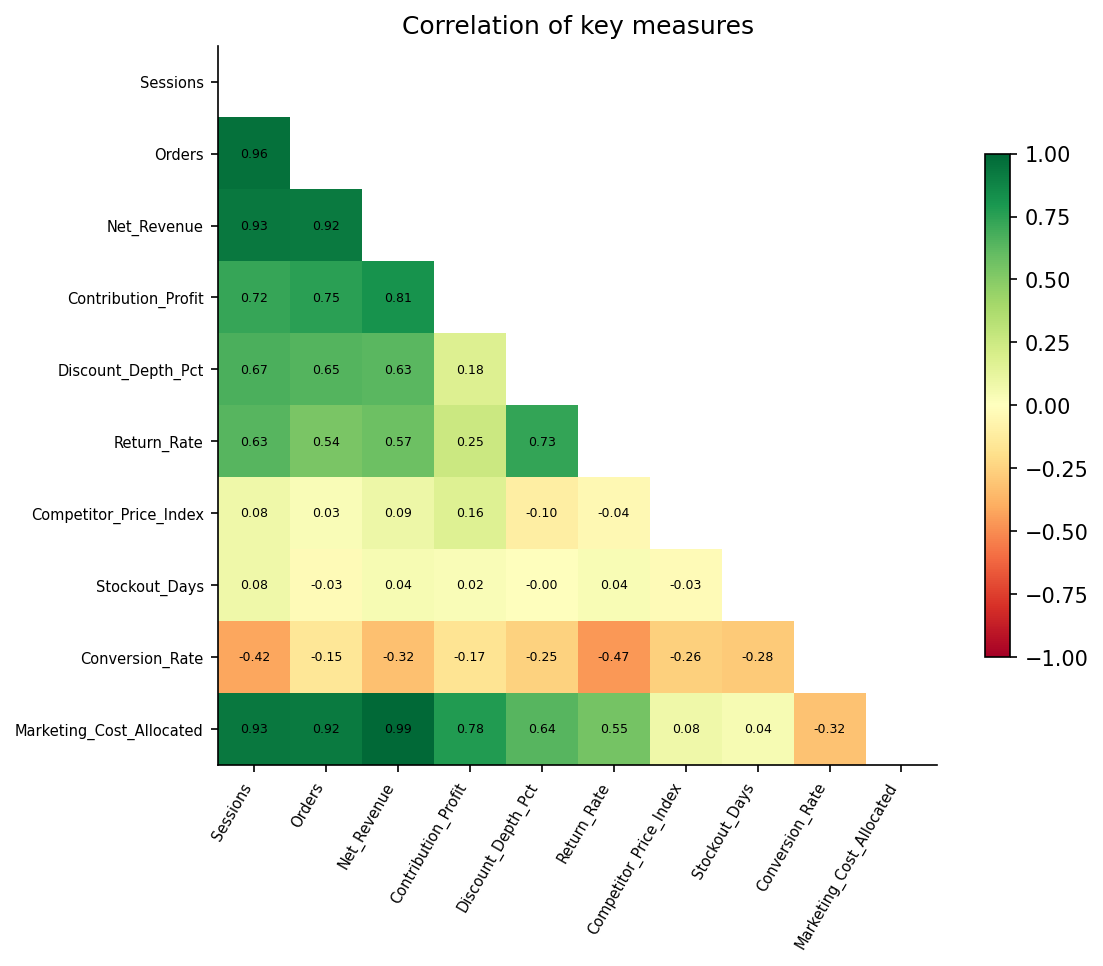 Correlation of key measures
Sessions
Orders 0.96
Net_Revenue 0.93 0.92
Contribution_Profit 0.72 0.75 0.81
Discount_Depth_Pct 0.67 0.65 0.63 0.18
Return_Rate 0.63 0.54 0.57 0.25 0.73
Competitor_Price_Index 0.08 0.03 0.09 0.16 -0.10 -0.04
Stockout_Days 0.08 -0.03 0.04 0.02 -0.00 0.04 -0.03
Conversion_Rate -0.42 -0.15 -0.32 -0.17 -0.25 -0.47 -0.26 -0.28
Marketing_Cost_Allocated 0.93 0.92 0.99 0.78 0.64 0.55 0.08 0.04 -0.32
Sessions
Orders
Net_Revenue
Contribution_Profit
Discount_Depth_Pct
Return_Rate
Competitor_Price_Index
Stockout_Days
Conversion_Rate
Marketing_Cost_Allocated
1.00
0.75
0.50
0.25
0.00
−0.25
−0.50
−0.75
−1.00